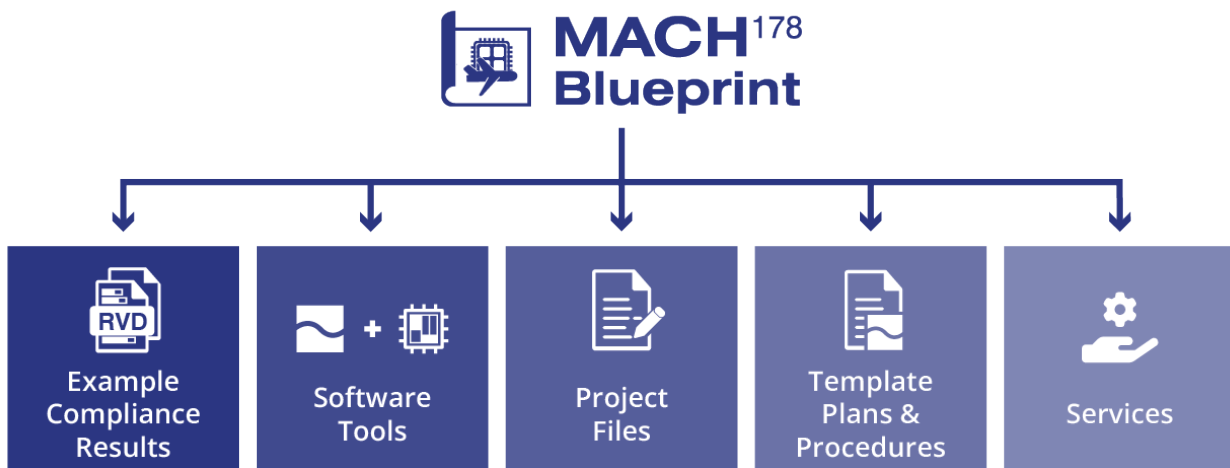 MACH178
Blueprint
RVD
Example
Compliance
Results
Software
Tools
Project
Files
Template
Plans &
Procedures
Services